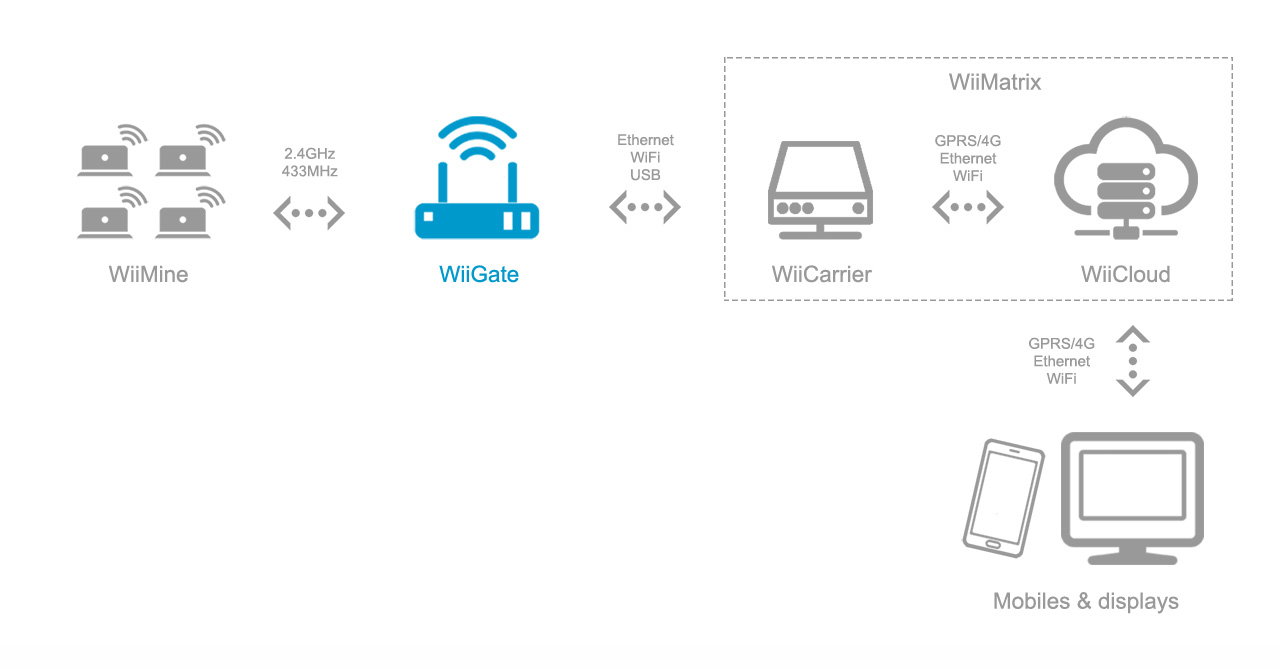 WiiMatrix
2.4GHz
433MHz
Ethernet
WiFi
USB
GPRS/4G
Ethernet
WiFi
WiiMine
WiiGate
WiiCarrier
WiiCloud
GPRS/4G
Ethernet
WiFi
Mobiles & displays